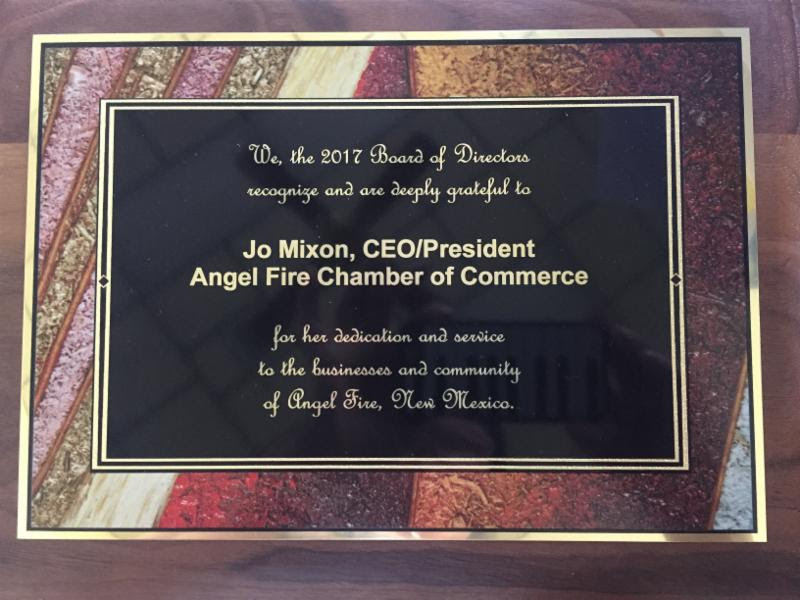 We, the 2017 Board of Directors
recognize and are deeply grateful to
Jo Mixon, CEO/President
Angel Fire Chamber of Commerce
for her dedication and service
to the businesses and community
of Angel Fire, New Mexico.